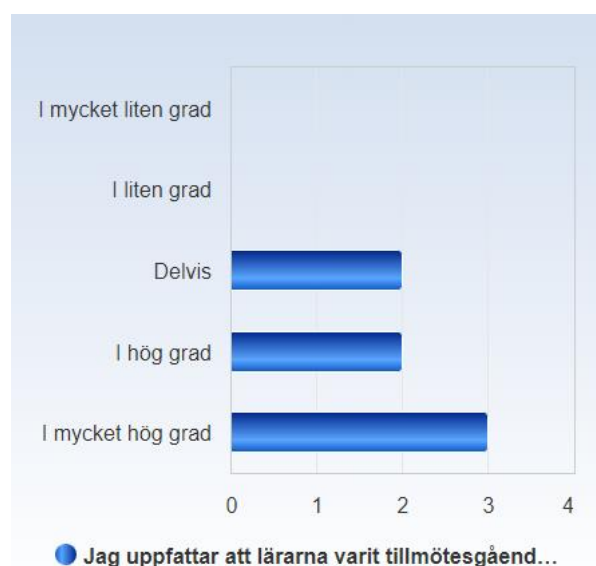 I mycket liten grad
I liten grad
Delvis
I hög grad
I mycket hög grad
0 1 2 3 4
Jag uppfattar att lärarna varit tillmötesgåend...